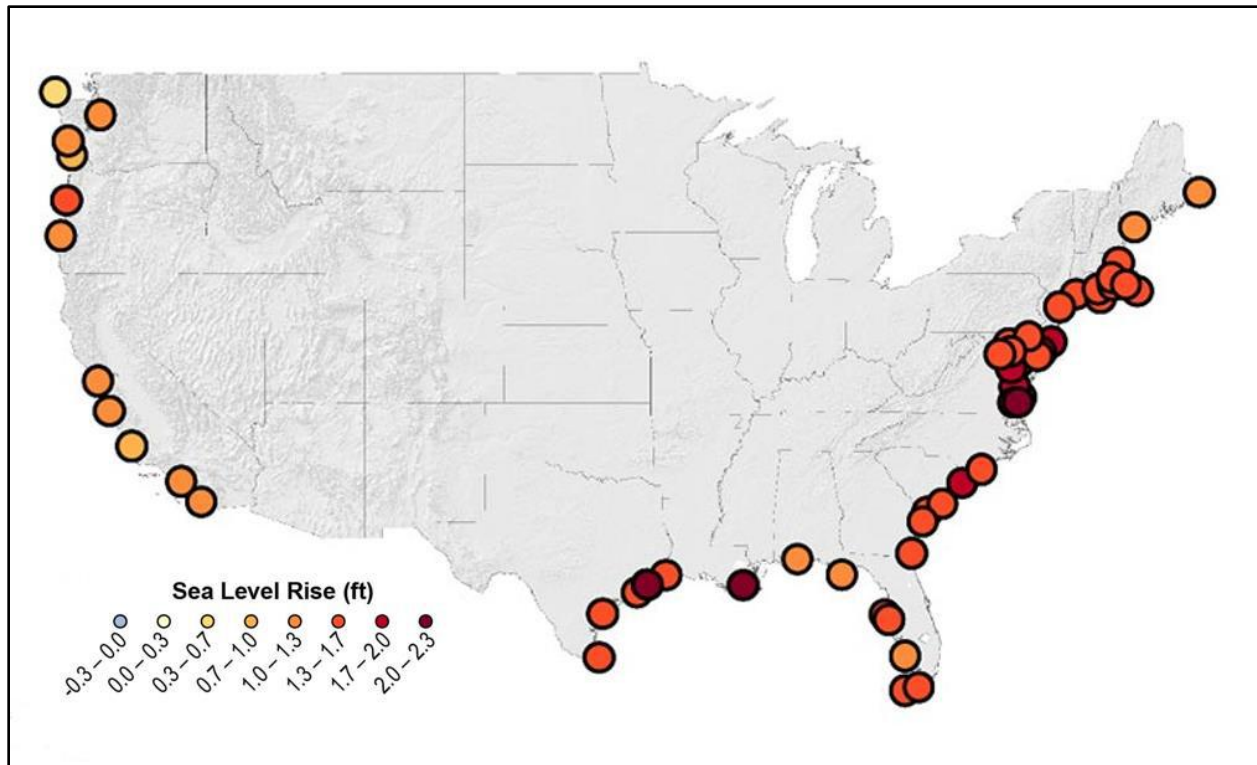 Sea Level Rise (ft)
-0.3 – 0.0
0.0 – 0.3
0.3 – 0.7
0.7 – 1.0
1.0 – 1.3
1.3 – 1.7
1.7 – 2.0
2.0 – 2.3